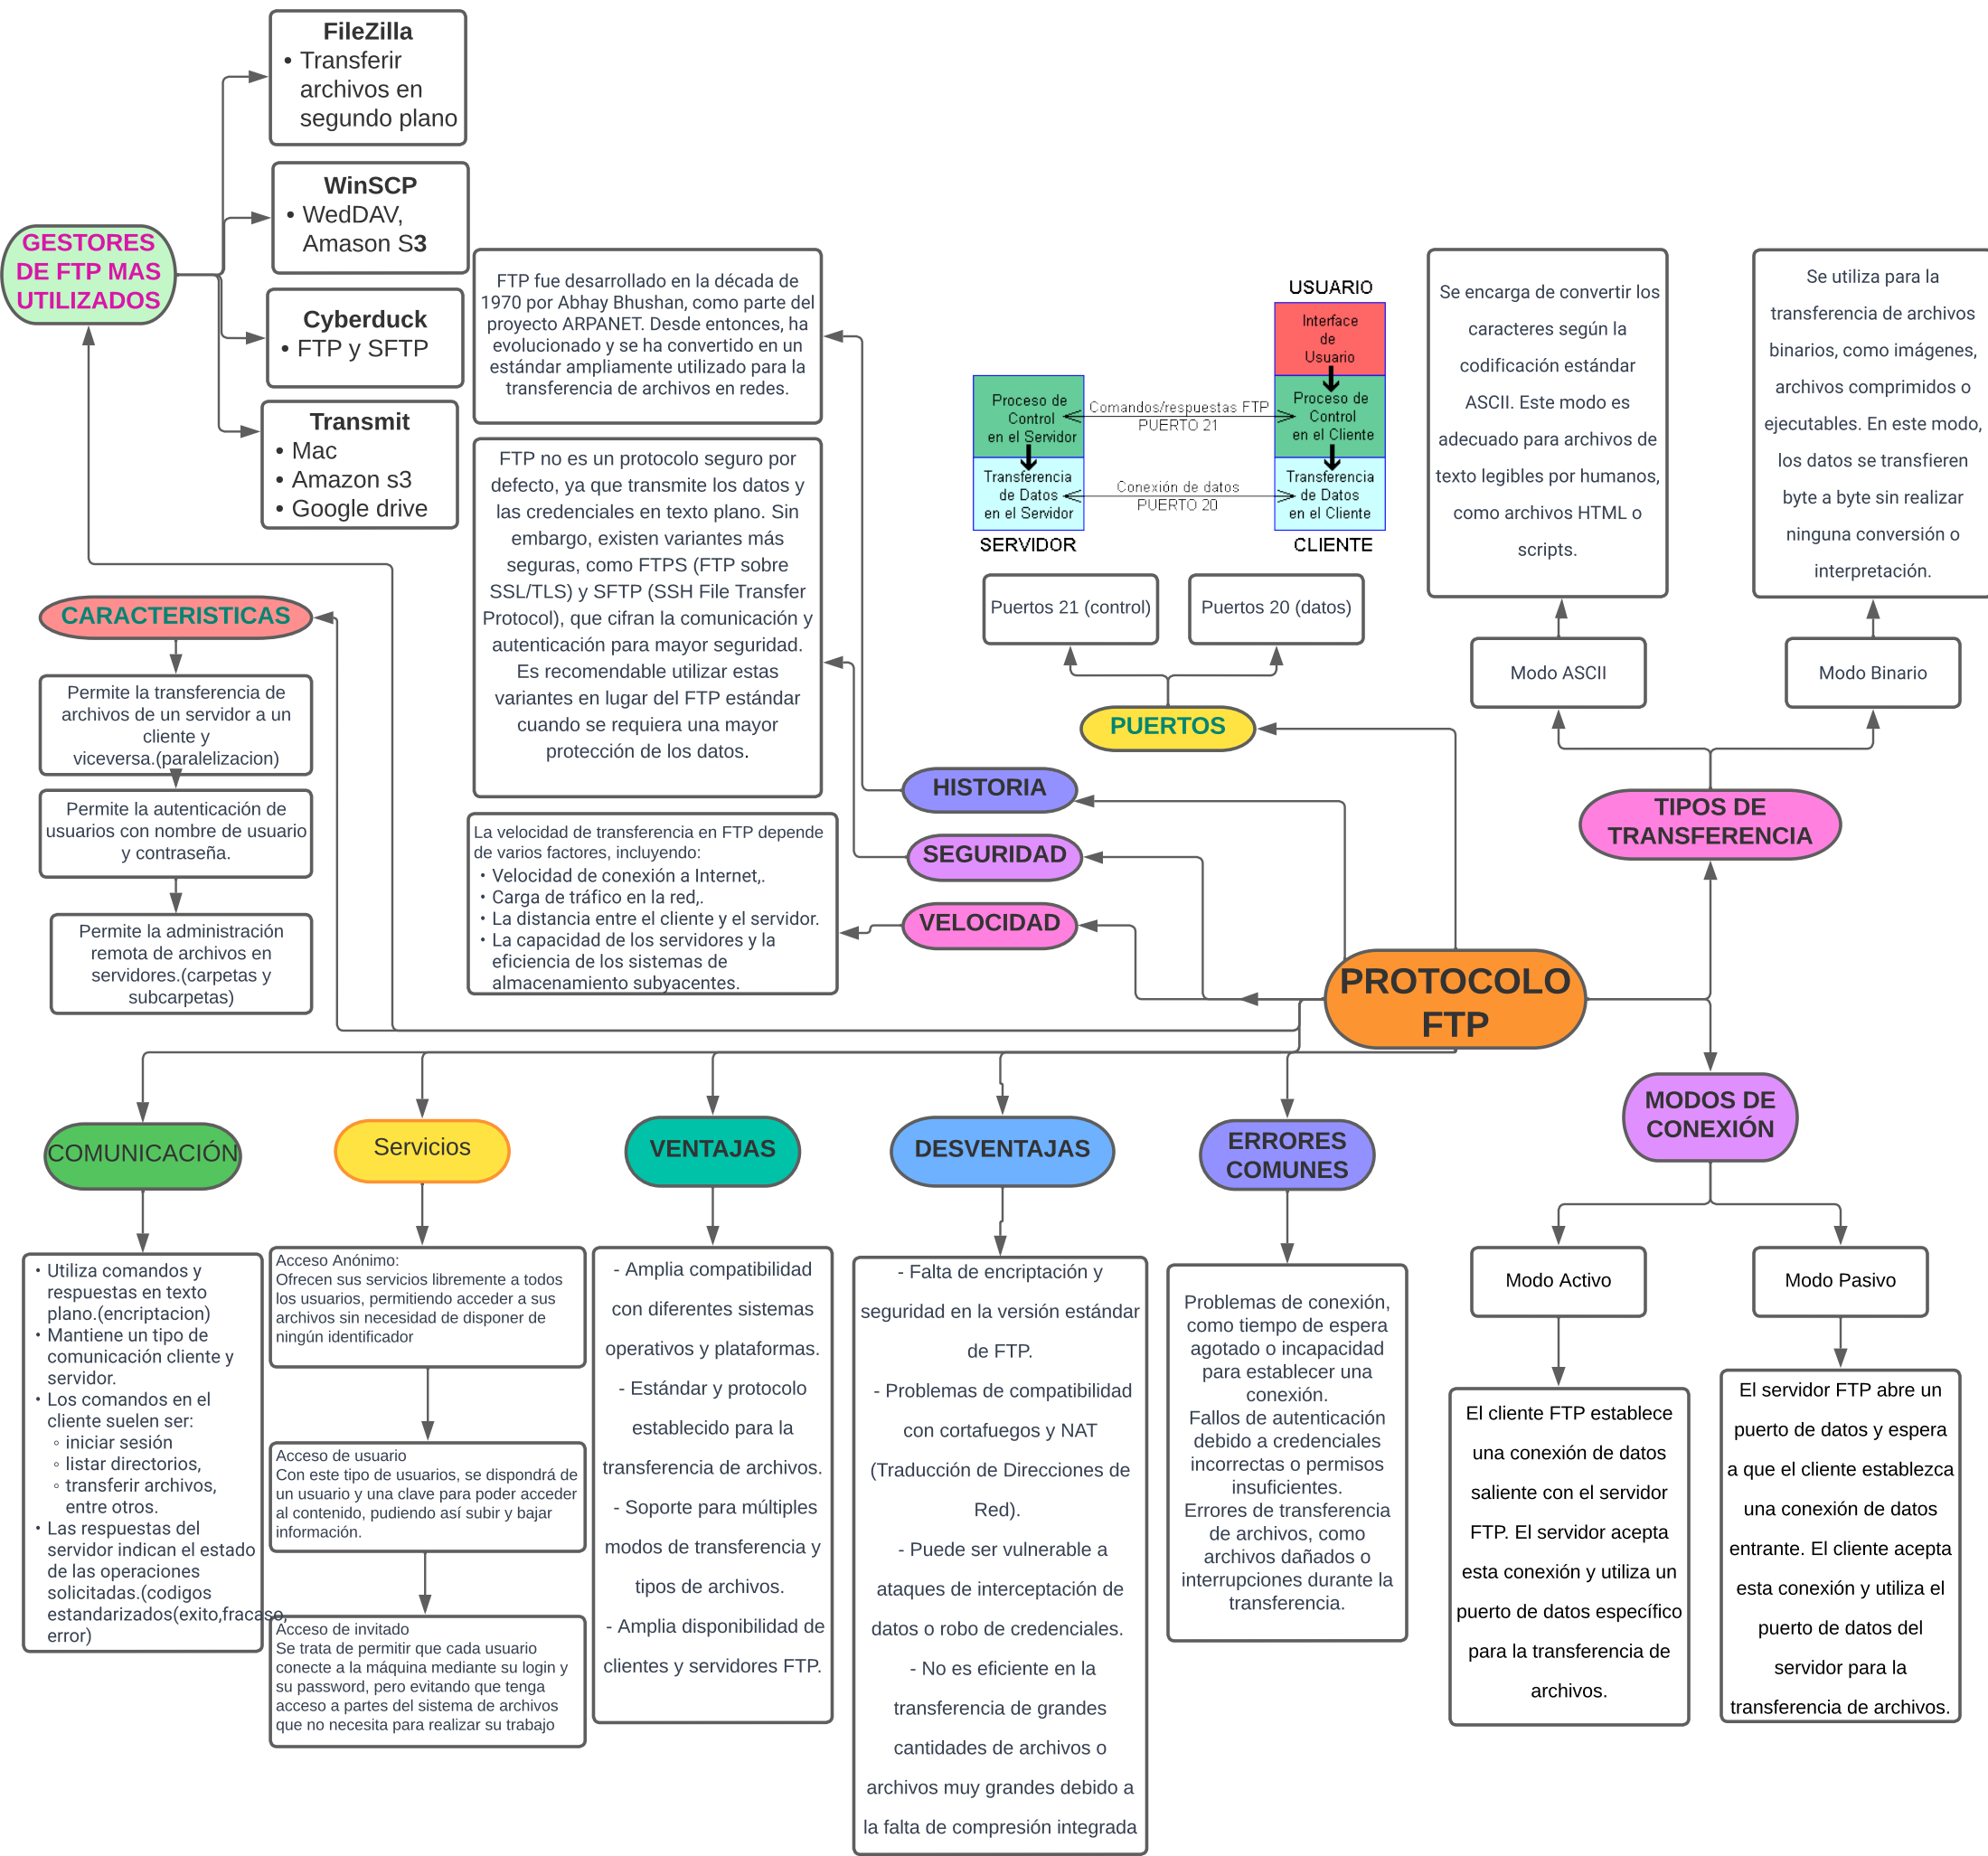 FileZilla
• Transferir
archivos en
segundo plano
WinSCP
• WedDAV,
Amason S3
GESTORES
DE FTP MAS
UTILIZADOS
Cyberduck
• FTP y SFTP
Transmit
• Mac
• Amazon s3
• Google drive
FTP fue desarrollado en la década de
1970 por Abhay Bhushan, como parte del
proyecto ARPANET. Desde entonces, ha
evolucionado y se ha convertido en un
estándar ampliamente utilizado para la
transferencia de archivos en redes.
FTP no es un protocolo seguro por
defecto, ya que transmite los datos y
las credenciales en texto plano. Sin
embargo, existen variantes más
seguras, como FTPS (FTP sobre
SSL/TLS) y SFTP (SSH File Transfer
Protocol), que cifran la comunicación y
autenticación para mayor seguridad.
Es recomendable utilizar estas
variantes en lugar del FTP estándar
cuando se requiera una mayor
protección de los datos.
La velocidad de transferencia en FTP depende
de varios factores, incluyendo:
• Velocidad de conexión a Internet,.
• Carga de tráfico en la red,.
• La distancia entre el cliente y el servidor.
• La capacidad de los servidores y la
eficiencia de los sistemas de
almacenamiento subyacentes.
USUARIO
Interface
de
Usuario
Proceso de
Control
en el Servidor
Comandos/respuestas FTP
PUERTO 21
Proceso de
Control
en el Cliente
Transferencia
de Datos
en el Servidor
Conexión de datos
PUERTO 20
Transferencia
de Datos
en el Cliente
SERVIDOR
CLIENTE
Puertos 21 (control)
Puertos 20 (datos)
PUERTOS
HISTORIA
SEGURIDAD
VELOCIDAD
Se encarga de convertir los
caracteres según la
codificación estándar
ASCII. Este modo es
adecuado para archivos de
texto legibles por humanos,
como archivos HTML o
scripts.
Se utiliza para la
transferencia de archivos
binarios, como imágenes,
archivos comprimidos o
ejecutables. En este modo,
los datos se transfieren
byte a byte sin realizar
ninguna conversión o
interpretación.
Modo ASCII
Modo Binario
TIPOS DE
TRANSFERENCIA
PROTOCOLO
FTP
CARACTERISTICAS
Permite la transferencia de
archivos de un servidor a un
cliente y
viceversa.(paralelizacion)
Permite la autenticación de
usuarios con nombre de usuario
y contraseña.
Permite la administración
remota de archivos en
servidores.(carpetas y
subcarpetas)
COMUNICACIÓN
• Utiliza comandos y
respuestas en texto
plano.(encriptacion)
• Mantiene un tipo de
comunicación cliente y
servidor.
• Los comandos en el
cliente suelen ser:
◦ iniciar sesión
◦ listar directorios,
◦ transferir archivos,
entre otros.
• Las respuestas del
servidor indican el estado
de las operaciones
solicitadas.(codigos
estandarizados(exito,fracaso,
error)
Servicios
Acceso Anónimo:
Ofrecen sus servicios libremente a todos
los usuarios, permitiendo acceder a sus
archivos sin necesidad de disponer de
ningún identificador
Acceso de usuario
Con este tipo de usuarios, se dispondrá de
un usuario y una clave para poder acceder
al contenido, pudiendo así subir y bajar
información.
Acceso de invitado
Se trata de permitir que cada usuario
conecte a la máquina mediante su login y
su password, pero evitando que tenga
acceso a partes del sistema de archivos
que no necesita para realizar su trabajo
VENTAJAS
- Amplia compatibilidad
con diferentes sistemas
operativos y plataformas.
- Estándar y protocolo
establecido para la
transferencia de archivos.
- Soporte para múltiples
modos de transferencia y
tipos de archivos.
- Amplia disponibilidad de
clientes y servidores FTP.
DESVENTAJAS
- Falta de encriptación y
seguridad en la versión estándar
de FTP.
- Problemas de compatibilidad
con cortafuegos y NAT
(Traducción de Direcciones de
Red).
- Puede ser vulnerable a
ataques de interceptación de
datos o robo de credenciales.
- No es eficiente en la
transferencia de grandes
cantidades de archivos o
archivos muy grandes debido a
la falta de compresión integrada
ERRORES
COMUNES
Problemas de conexión,
como tiempo de espera
agotado o incapacidad
para establecer una
conexión.
Fallos de autenticación
debido a credenciales
incorrectas o permisos
insuficientes.
Errores de transferencia
de archivos, como
archivos dañados o
interrupciones durante la
transferencia.
MODOS DE
CONEXIÓN
Modo Activo
El cliente FTP establece
una conexión de datos
saliente con el servidor
FTP. El servidor acepta
esta conexión y utiliza un
puerto de datos específico
para la transferencia de
archivos.
Modo Pasivo
El servidor FTP abre un
puerto de datos y espera
a que el cliente establezca
una conexión de datos
entrante. El cliente acepta
esta conexión y utiliza el
puerto de datos del
servidor para la
transferencia de archivos.